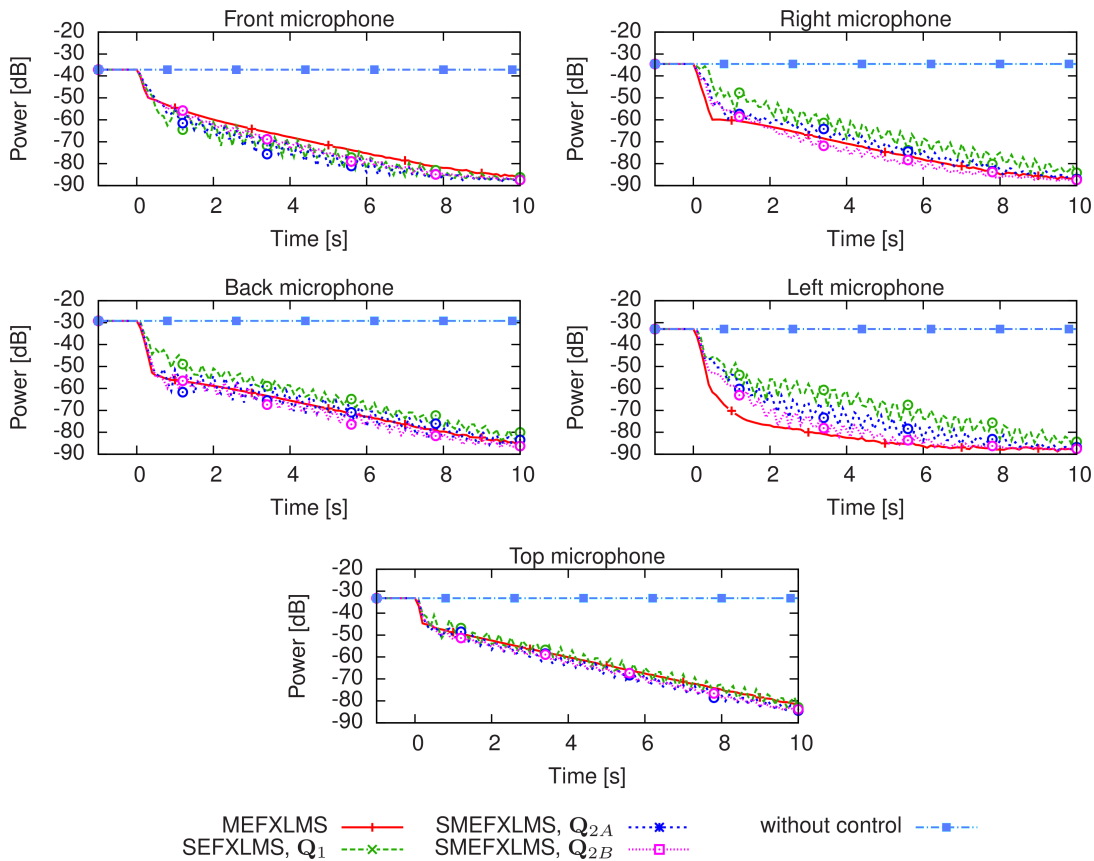 Front microphone
Power [dB]
-20
-30
-40
-50
-60
-70
-80
-90
0 2 4 6 8 10
Time [s]
Right microphone
Power [dB]
-20
-30
-40
-50
-60
-70
-80
-90
0 2 4 6 8 10
Time [s]
Back microphone
Power [dB]
-20
-30
-40
-50
-60
-70
-80
-90
0 2 4 6 8 10
Time [s]
Left microphone
Power [dB]
-20
-30
-40
-50
-60
-70
-80
-90
0 2 4 6 8 10
Time [s]
Top microphone
Power [dB]
-20
-30
-40
-50
-60
-70
-80
-90
0 2 4 6 8 10
Time [s]
MEFXLMS
SEFXLMS, Q1
SMEFXLMS, Q2A
SMEFXLMS, Q2B
without control